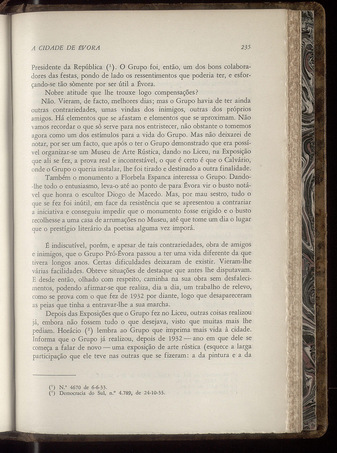 A CIDADE DE ÉVORA 235
Presidente da República (¹). O Grupo foi, então, um dos bons colabora-
dores das festas, pondo de lado os ressentimentos que poderia ter, e esfor-
çando-se tão sòmente por ser útil a Évora.
Nobre atitude que lhe trouxe logo compensações?
Não. Vieram, de facto, melhores dias; mas o Grupo havia de ter ainda
outras contrariedades, umas vindas dos inimigos, outras dos próprios
amigos. Há elementos que se afastam e elementos que se aproximam. Não
vamos recordar o que só serve para nos entristecer, não obstante o tomemos
agora como um dos estímulos para a vida do Grupo. Mas não deixarei de
notar, por ser um facto, que após o ter o Grupo demonstrado que era possí-
vel organizar-se um Museu de Arte Rústica, dando no Liceu, na Exposição
que ali se fez, a prova real e incontestável, o que é certo é que o Calvário,
onde o Grupo o queria instalar, lhe foi tirado e destinado a outra finalidade.
Também o monumento a Florbela Espanca interessa o Grupo. Dando-
-lhe todo o entusiasmo, leva-o até ao ponto de para Évora vir o busto notá-
vel que honra o escultor Diogo de Macedo. Mas, por mau sestro, tudo o
que se fez foi inútil, em face da resistência que se apresentou a contrariar
a iniciativa e conseguiu impedir que o monumento fosse erigido e o busto
recolhesse a uma casa de arrumações no Museu, até que tome um dia o lugar
que o prestígio literário da poetisa alguma vez imporá.
É indiscutível, porém, e apesar de tais contrariedades, obra de amigos
e inimigos, que o Grupo Pró-Évora passou a ter uma vida diferente da que
tivera longos anos. Certas dificuldades deixaram de existir. Vieram-lhe
várias facilidades. Obteve situações de destaque que antes lhe disputavam.
E desde então, olhado com respeito, caminha na sua obra sem desfaleci-
mentos, podendo afirmar-se que realiza, dia a dia, um trabalho de relevo,
como se prova com o que fez de 1932 por diante, logo que desapareceram
as peias que tinha a entravar-lhe a sua marcha.
Depois das Exposições que o Grupo fez no Liceu, outras coisas realizou
já, embora não fossem tudo o que desejava, visto que muitas mais lhe
pediam. Horácio (²) lembra ao Grupo que imprima mais vida à cidade.
Informa que o Grupo já realizou, depois de 1932 — ano em que dele se
começa a falar de novo — uma exposição de arte rústica (esquece a larga
participação que ele teve nas outras que se fizeram: a da pintura e a da
(¹) N.º 4670 de 6-6-33.
(²) Democracia do Sul, n.º 4.789, de 24-10-33.